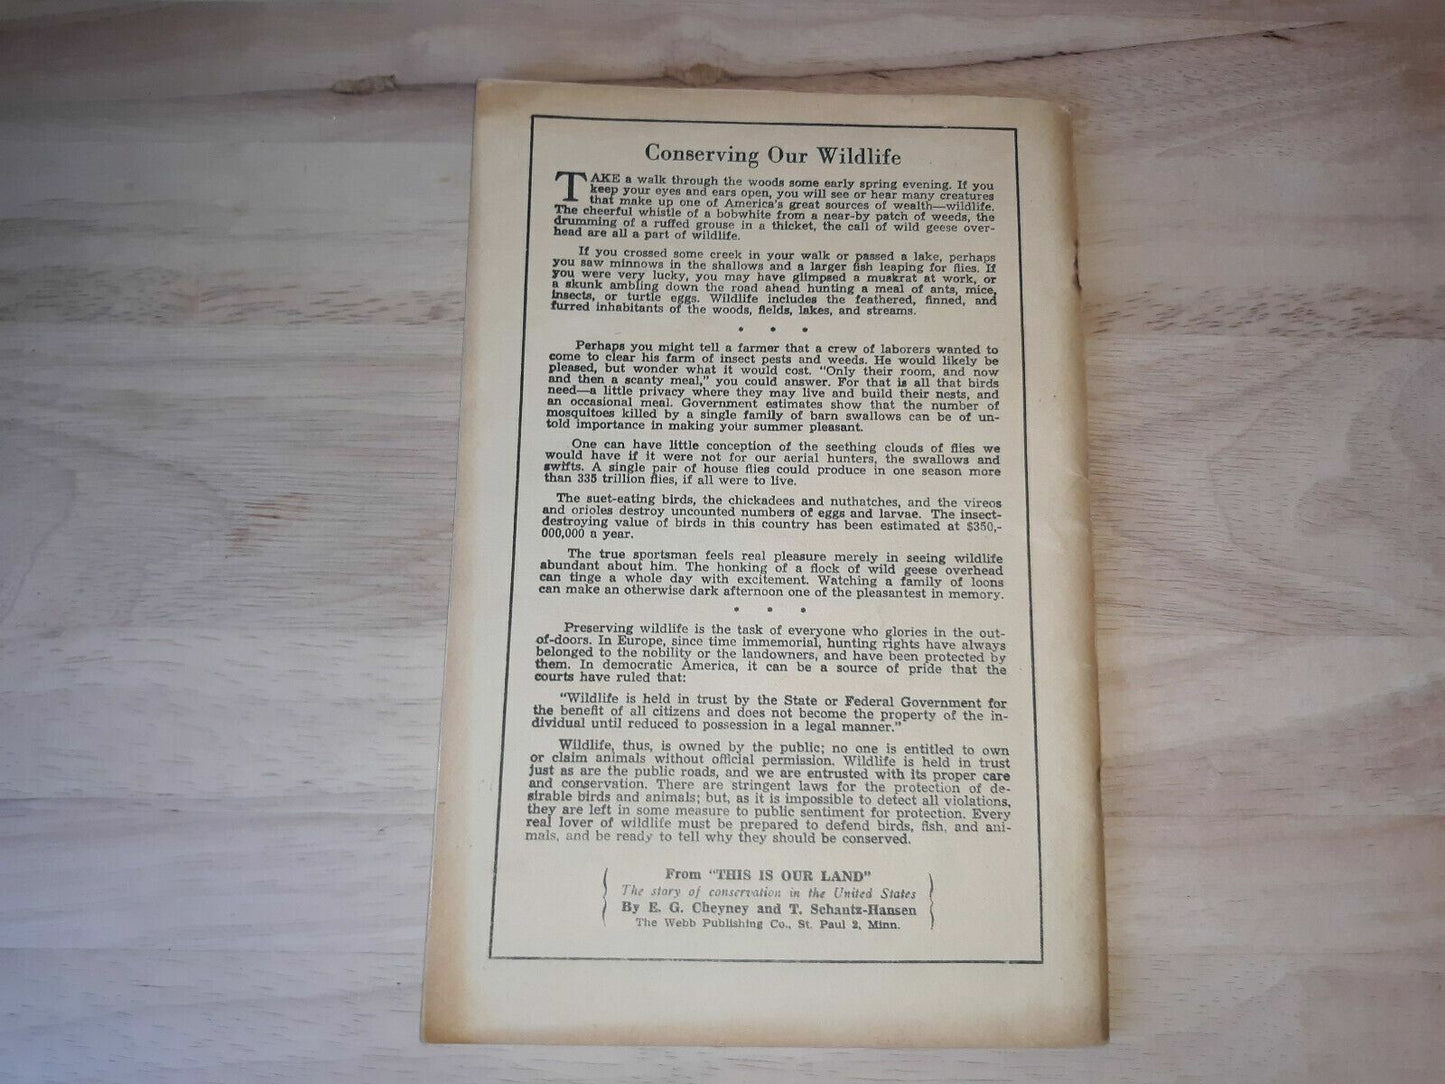 Conserving Our Wildlife
TAKE a walk through the woods some early spring evening. If you
keep your eyes and ears open, you will see or hear many creatures
that make up one of America's great sources of wealth—wildlife.
The cheerful whistle of a bobwhite from a near-by patch of weeds, the
drumming of a ruffed grouse in a thicket, the call of wild geese over-
head are all a part of wildlife.
If you crossed some creek in your walk or passed a lake, perhaps
you saw minnows in the shallows and a larger fish leaping for flies. If
you were very lucky, you may have glimpsed a muskrat at work, or
a skunk ambling down the road ahead hunting a meal of ants, mice,
insects, or turtle eggs. Wildlife includes the feathered, finned, and
furred inhabitants of the woods, fields, lakes, and streams.
* * *
Perhaps you might tell a farmer that a crew of laborers wanted to
come to clear his farm of insect pests and weeds. He would likely be
pleased, but wonder what it would cost. "Only their room, and now
and then a scanty meal," you could answer. For that is all that birds
need—a little privacy where they may live and build their nests, and
an occasional meal. Government estimates show that the number of
mosquitoes killed by a single family of barn swallows can be of un-
told importance in making your summer pleasant.
One can have little conception of the seething clouds of flies we
would have if it were not for our aerial hunters, the swallows and
swifts. A single pair of house flies could produce in one season more
than 335 trillion flies, if all were to live.
The suet-eating birds, the chickadees and nuthatches, and the vireos
and orioles destroy uncounted numbers of eggs and larvae. The insect-
destroying value of birds in this country has been estimated at $350,-
000,000 a year.
The true sportsman feels real pleasure merely in seeing wildlife
abundant about him. The honking of a flock of wild geese overhead
can tinge a whole day with excitement. Watching a family of loons
can make an otherwise dark afternoon one of the pleasantest in memory.
* * *
Preserving wildlife is the task of everyone who glories in the out-
of-doors. In Europe, since time immemorial, hunting rights have always
belonged to the nobility or the landowners, and have been protected by
them. In democratic America, it can be a source of pride that the
courts have ruled that:
"Wildlife is held in trust by the State or Federal Government for
the benefit of all citizens and does not become the property of the in-
dividual until reduced to possession in a legal manner."
Wildlife, thus, is owned by the public; no one is entitled to own
or claim animals without official permission. Wildlife is held in trust
just as are the public roads, and we are entrusted with its proper care
and conservation. There are stringent laws for the protection of de-
sirable birds and animals; but, as it is impossible to detect all violations,
they are left in some measure to public sentiment for protection. Every
real lover of wildlife must be prepared to defend birds, fish, and ani-
mals, and be ready to tell why they should be conserved.
From "THIS IS OUR LAND"
The story of conservation in the United States
By E. G. Cheyney and T. Schantz-Hansen
The Webb Publishing Co., St. Paul 2, Minn.